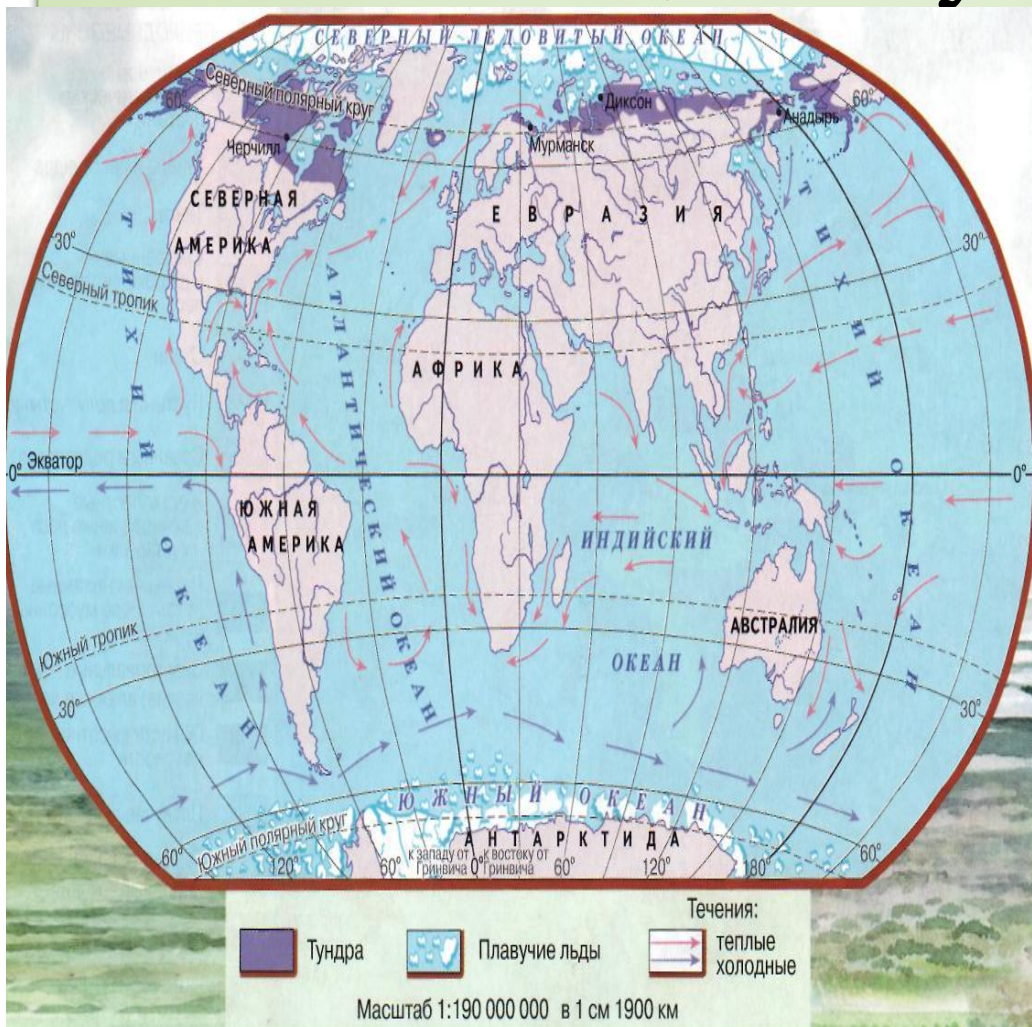 СЕВЕРНЫЙ ЛЕДОВИТЫЙ ОКЕАН
Северный полярный круг
60°
60°
Диксон
Анадырь
Мурманск
Черчилл
СЕВЕРНАЯ
АМЕРИКА
ЕВРАЗИЯ
ТИХИЙ ОКЕАН
ТИХИЙ ОКЕАН
АТЛАНТИЧЕСКИЙ ОКЕАН
30°
30°
Северный тропик
АФРИКА
0° Экватор
0°
ЮЖНАЯ
АМЕРИКА
ИНДИЙСКИЙ
ОКЕАН
АВСТРАЛИЯ
Южный тропик
30°
30°
ЮЖНЫЙ ОКЕАН
АНТАРКТИДА
Южный полярный круг
60°
60°
120°
60°
к западу от
Гринвича
0°
к востоку от
Гринвича
60°
120°
180°
Течения:
Тундра
Плавучие льды
теплые
холодные
Масштаб 1:190 000 000 в 1 см 1900 км